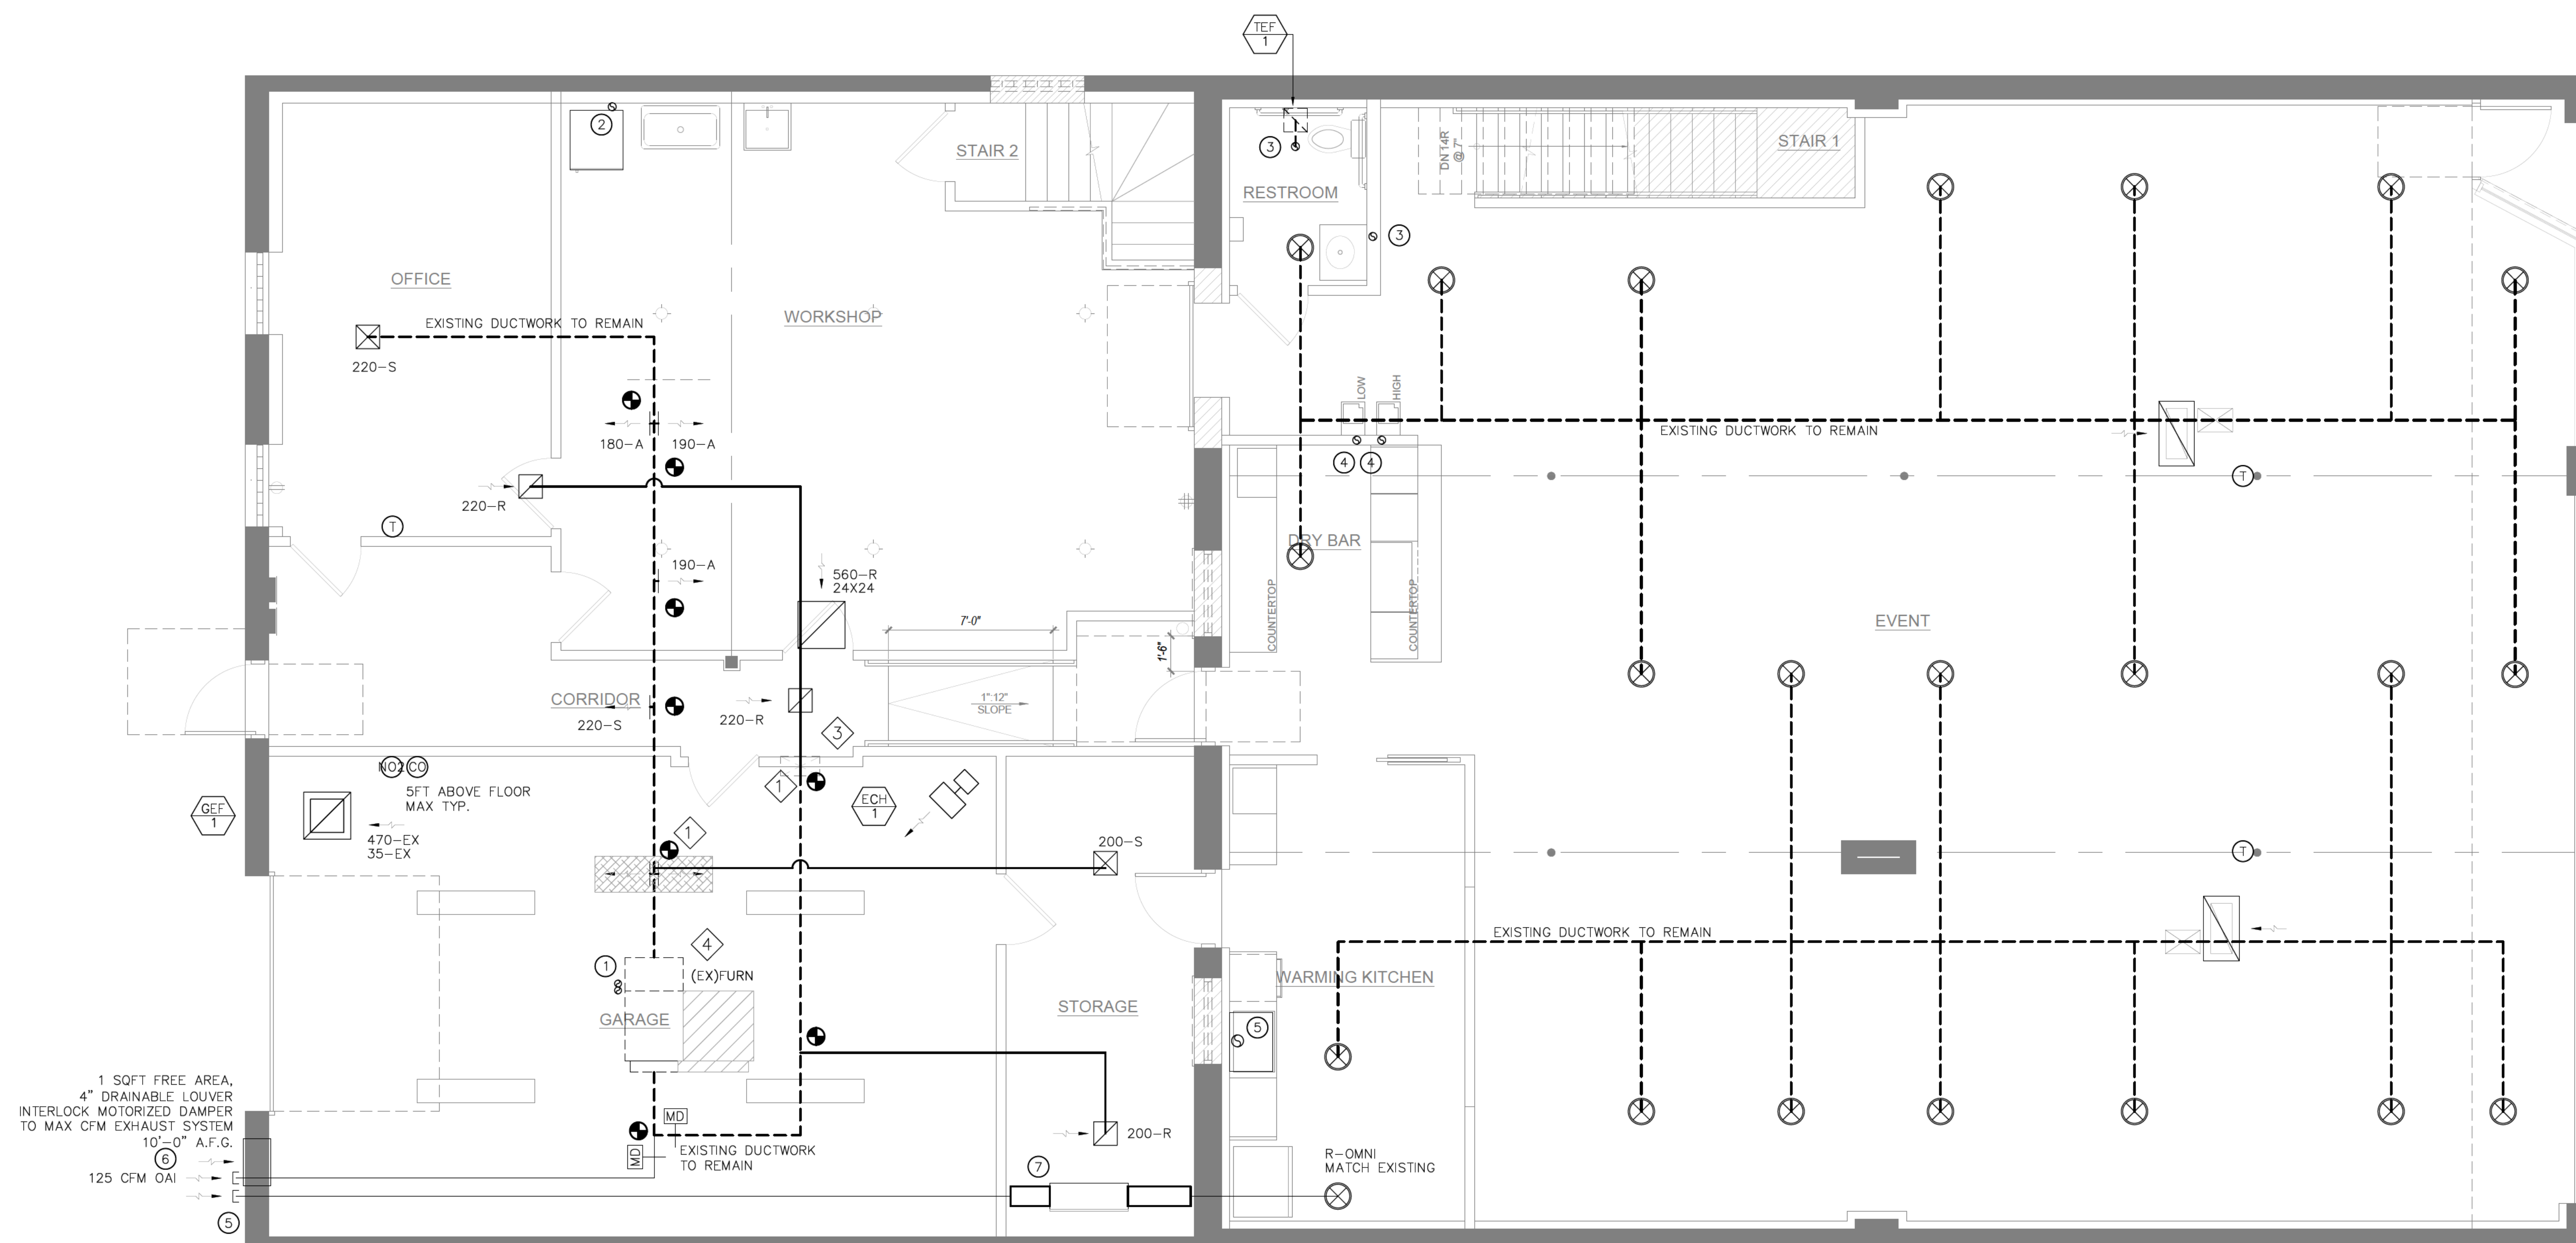 TEF
1
STAIR 2
2
3
RESTROOM
DN 14R
@ 7"
STAIR 1
3
OFFICE
WORKSHOP
EXISTING DUCTWORK TO REMAIN
220-S
180-A
190-A
LOW
HIGH
EXISTING DUCTWORK TO REMAIN
4
4
T
220-R
T
DRY BAR
190-A
560-R
24X24
COUNTERTOP
COUNTERTOP
7'-0"
1'-6"
EVENT
CORRIDOR
220-S
220-R
1":12"
SLOPE
3
NO2
CO
5FT ABOVE FLOOR
MAX TYP.
1
GEF
1
ECH
1
470-EX
35-EX
1
200-S
T
4
EXISTING DUCTWORK TO REMAIN
1
(EX)FURN
WARMING KITCHEN
GARAGE
STORAGE
5
1 SQFT FREE AREA,
4" DRAINABLE LOUVER
INTERLOCK MOTORIZED DAMPER
TO MAX CFM EXHAUST SYSTEM
10'-0" A.F.G.
6
125 CFM OAI
MD
MD
EXISTING DUCTWORK
TO REMAIN
200-R
7
R-OMNI
MATCH EXISTING
5